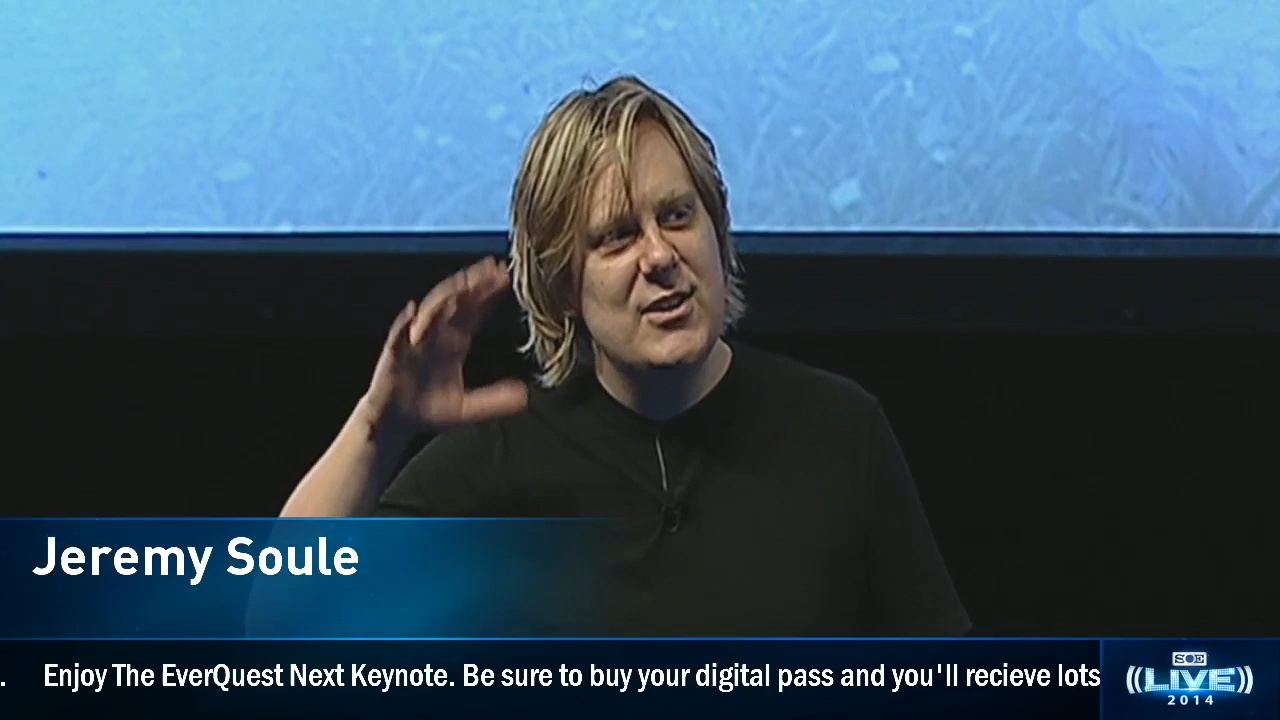 Jeremy Soule
. Enjoy The EverQuest Next Keynote. Be sure to buy your digital pass and you'll recieve lots
SOE
((LIVE))
2014